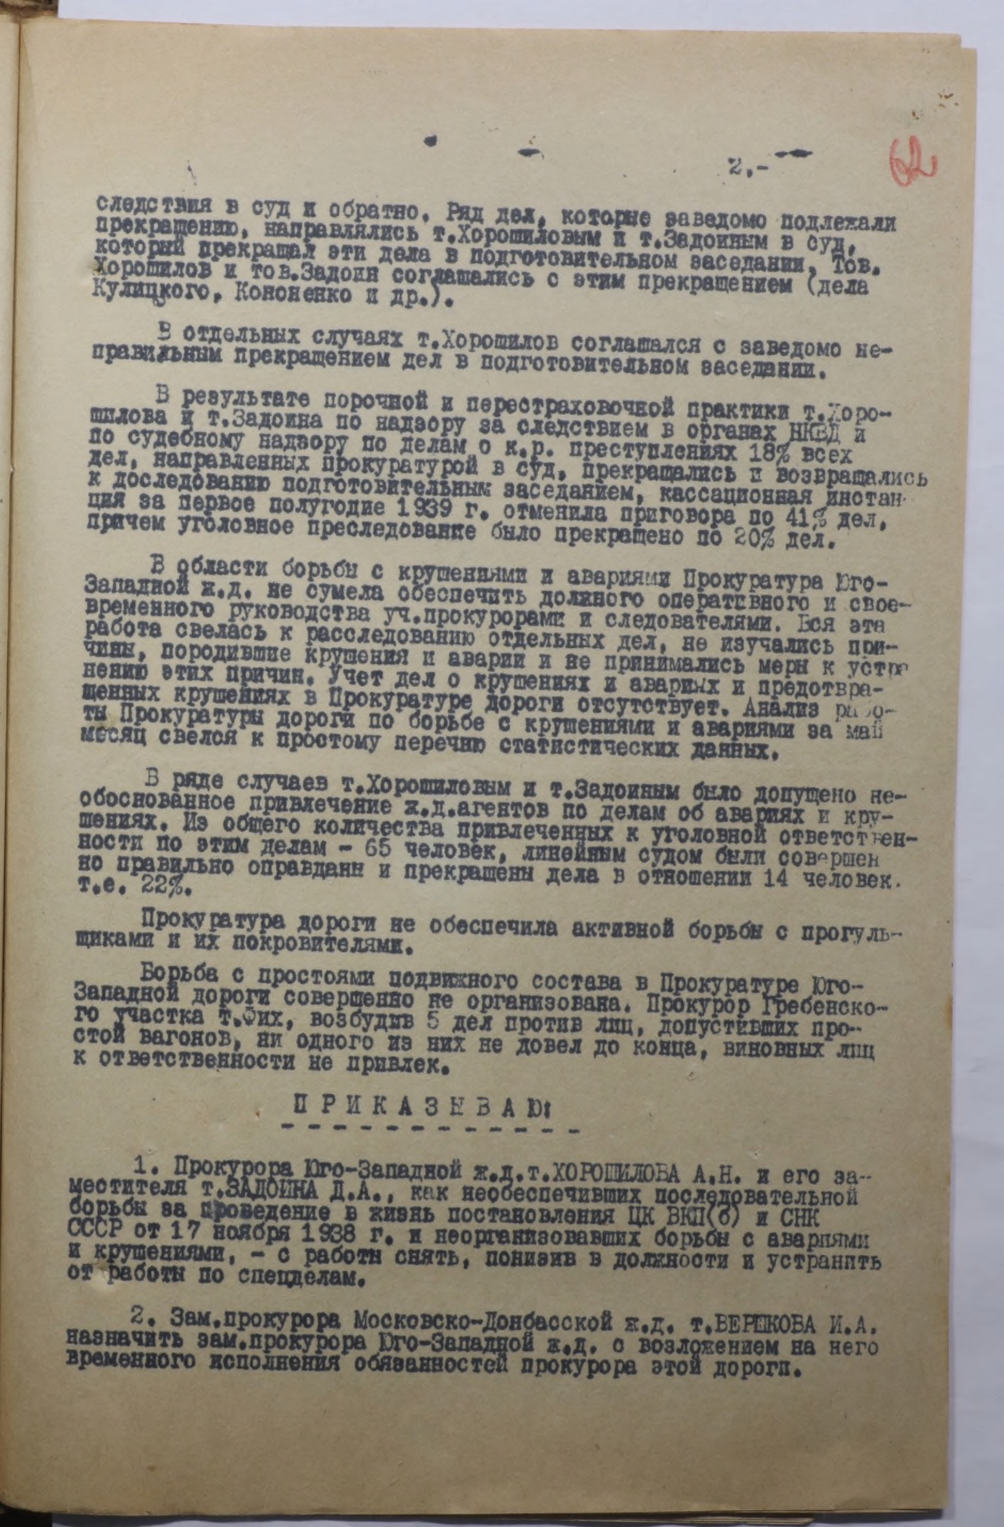 2.-
62
следствия в суд и обратно. Ряд дел, которые заведомо подлежали
прекращению, направлялись т.Хорошиловым и т.Задоиным в суд,
который прекращал эти дела в подготовительном заседании. Тов.
Хорошилов и тов.Задоин соглашались с этим прекращением (дела
Кулицкого, Кононенко и др.).
В отдельных случаях т.Хорошилов соглашался с заведомо не-
правильным прекращением дел в подготовительном заседании.
В результате порочной и перестраховочной практики т.Хоро-
шилова и т.Задоина по надзору за следствием в органах НКВД и
по судебному надзору по делам о к.р. преступлениях 18% всех
дел, направленных прокуратурой в суд, прекращались и возвращались
к доследованию подготовительным заседанием, кассационная инстан-
ция за первое полугодие 1939 г. отменила приговора по 41% дел,
причем уголовное преследование было прекращено по 20% дел.
В области борьбы с крушениями и авариями Прокуратура Юго-
Западной ж.д. не сумела обеспечить должного оперативного и свое-
временного руководства уч.прокурорами и следователями. Вся эта
работа свелась к расследованию отдельных дел, не изучались при-
чины, породившие крушения и аварии и не принимались меры к устра
нению этих причин. Учет дел о крушениях и авариях и предотвра-
щенных крушениях в Прокуратуре дороги отсутствует. Анализ рабо-
ты Прокуратуры дороги по борьбе с крушениями и авариями за май
месяц свелся к простому перечню статистических данных.
В ряде случаев т.Хорошиловым и т.Задоиным было допущено не-
обоснованное привлечение ж.д.агентов по делам об авариях и кру-
шениях. Из общего количества привлеченных к уголовной ответствен-
ности по этим делам - 65 человек, линейным судом были совершен
но правильно оправданы и прекращены дела в отношении 14 человек.
т.е. 22%.
Прокуратура дороги не обеспечила активной борьбы с прогуль-
щиками и их покровителями.
Борьба с простоями подвижного состава в Прокуратуре Юго-
Западной дороги совершенно не организована. Прокурор Гребенско-
го участка т.Фих, возбудив 5 дел против лиц, допустивших про-
стой вагонов, ни одного из них не довел до конца, виновных лиц
к ответственности не привлек.
П Р И К А З Ы В А Ю:
1. Прокурора Юго-Западной ж.д.т.ХОРОШИЛОВА А.Н. и его за-
местителя т.ЗАДОИНА Д.А., как необеспечивших последовательной
борьбы за проведение в жизнь постановления ЦК ВКП(б) и СНК
СССР от 17 ноября 1938 г. и неорганизовавших борьбы с авариями
и крушениями, - с работы снять, понизив в должности и устранить
от работы по спецделам.
2. Зам.прокурора Московско-Донбасской ж.д. т.ВЕРЕЖКОВА И.А.
назначить зам.прокурора Юго-Западной ж.д. с возложением на него
временного исполнения обязанностей прокурора этой дороги.